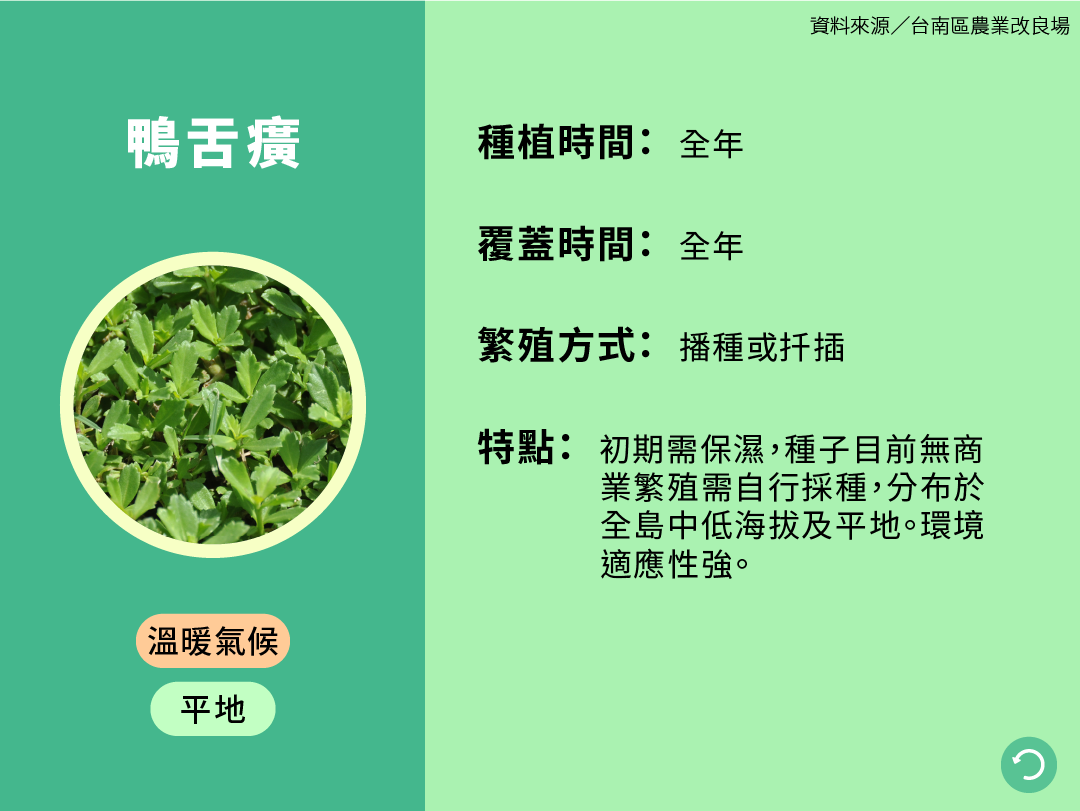 資料來源／台南區農業改良場
鴨舌癀
種植時間： 全年
覆蓋時間： 全年
繁殖方式： 播種或扦插
特點： 初期需保濕，種子目前無商
業繁殖需自行採種，分布於
全島中低海拔及平地。環境
適應性強。
溫暖氣候
平地